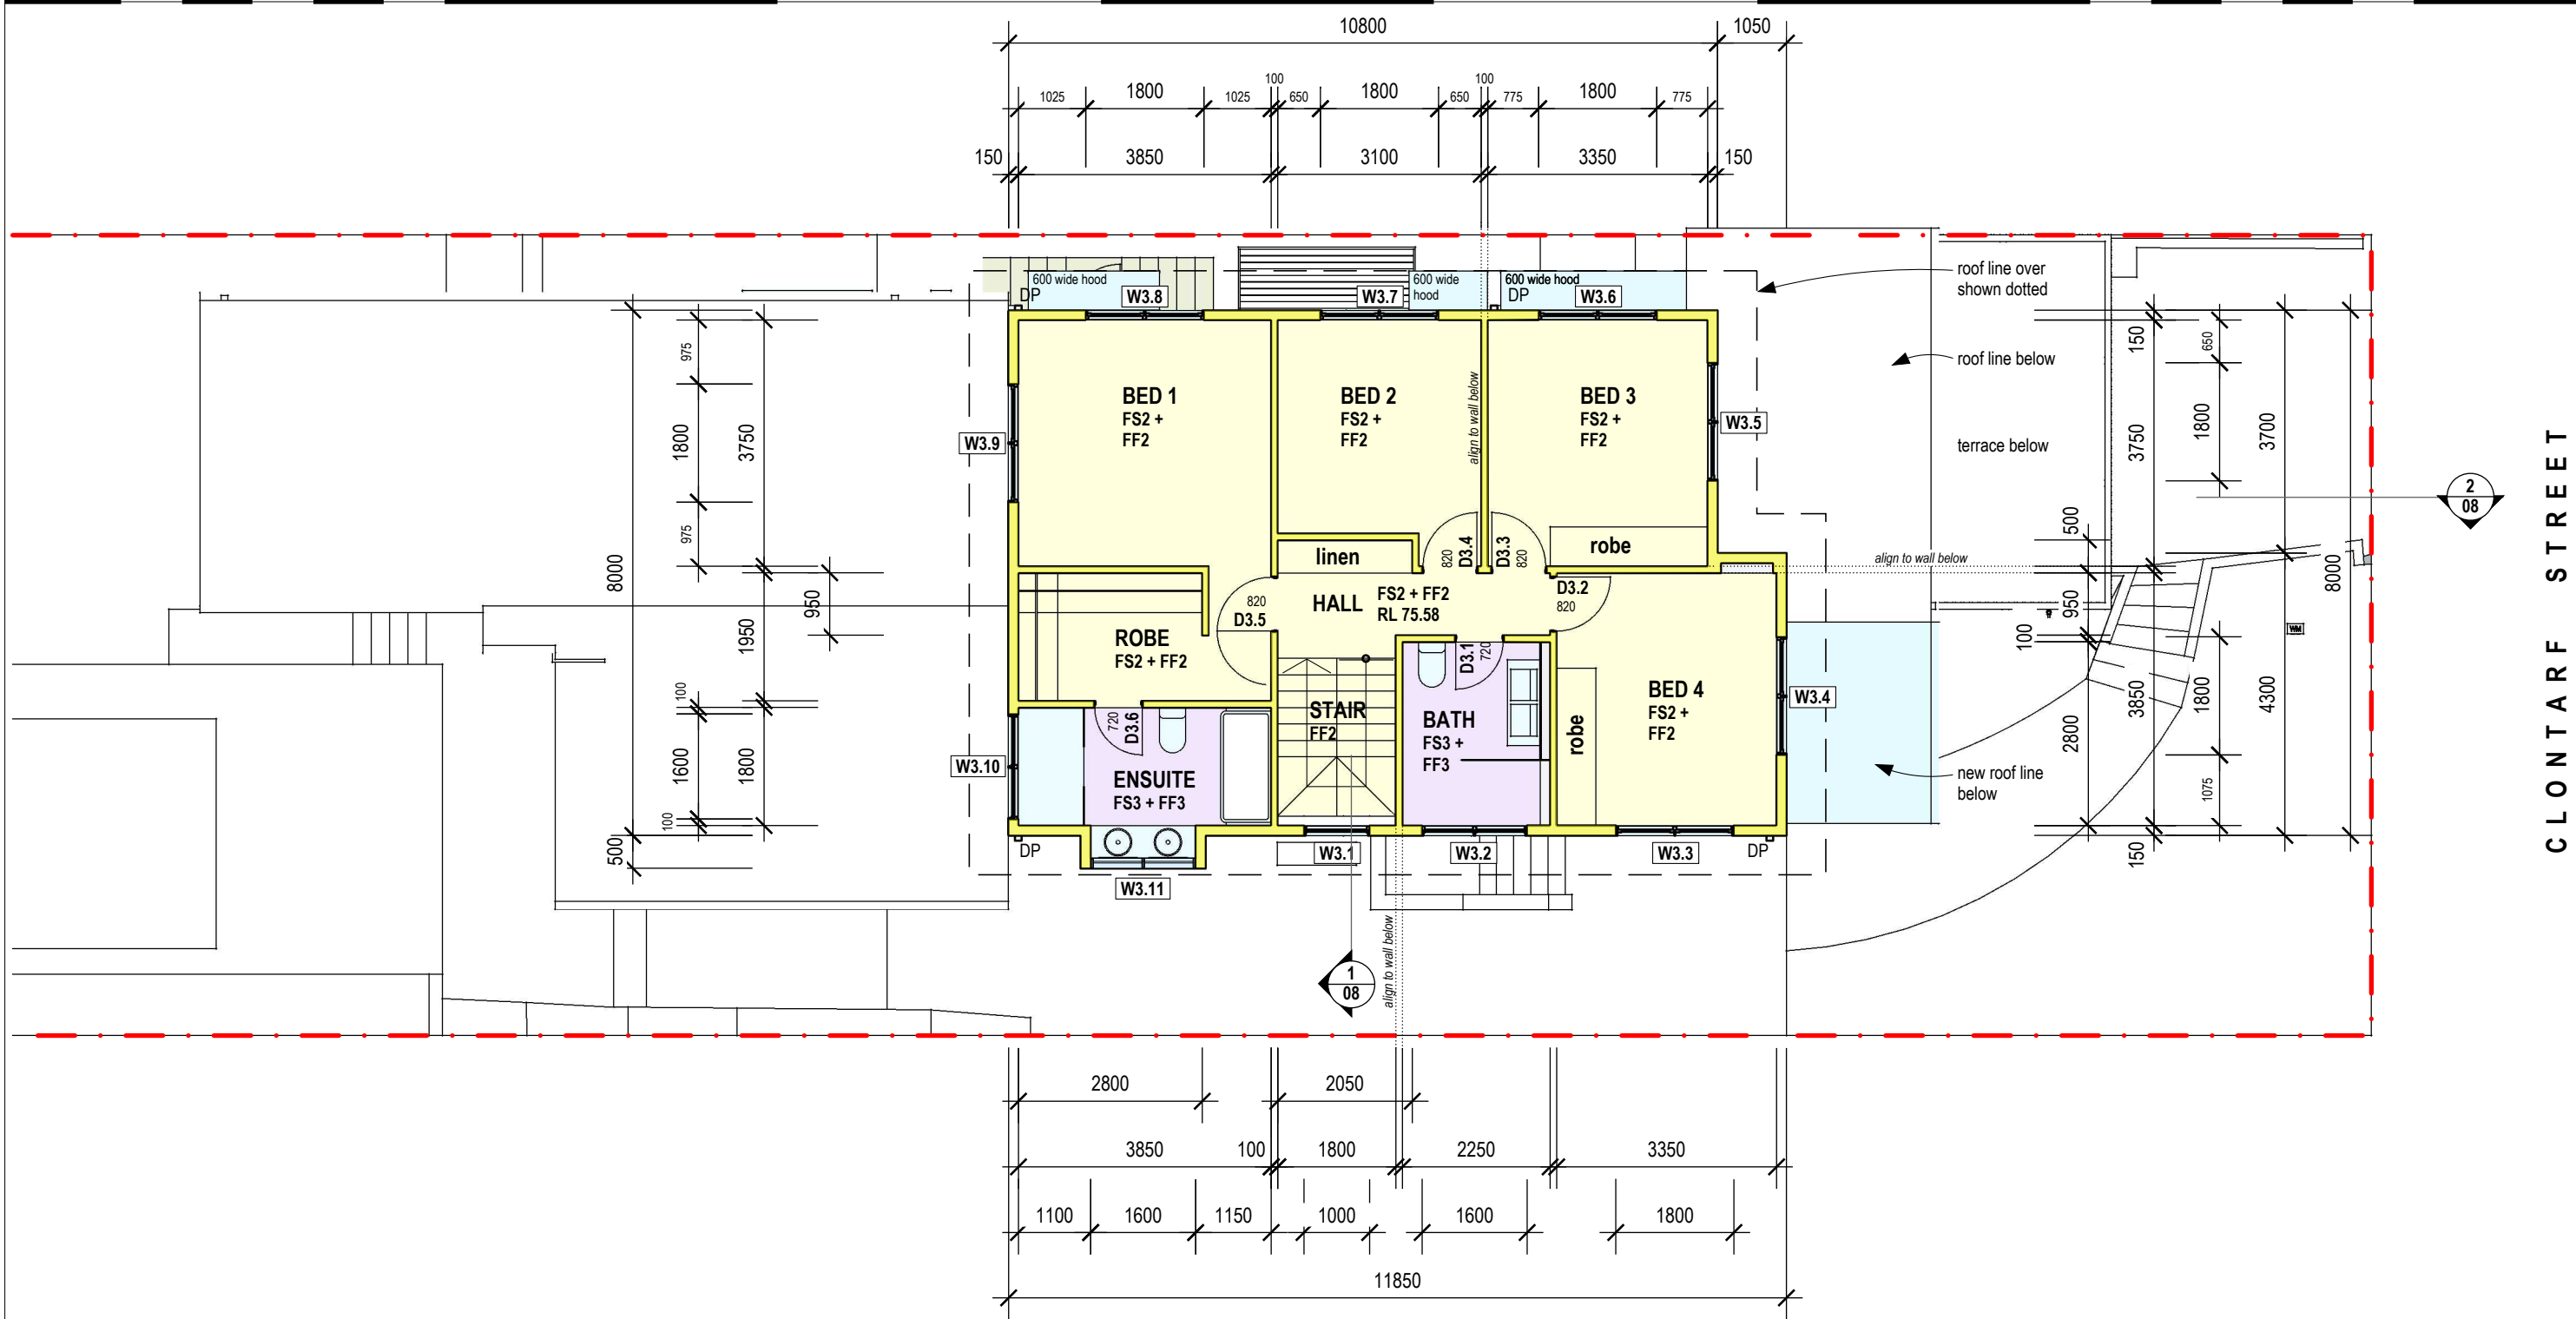 10800
1050
100
100
1025
1800
1025
650
1800
650
775
1800
775
150
3850
3100
3350
150
600 wide hood
DP
W3.8
W3.7
600 wide
hood
600 wide hood
DP
W3.6
roof line over
shown dotted
roof line below
terrace below
BED 1
FS2 +
FF2
BED 2
FS2 +
FF2
align to wall below
BED 3
FS2 +
FF2
W3.9
W3.5
975
1800
975
3750
8000
950
1950
100
1600
1800
100
500
linen
820
D3.4
D3.3
820
robe
align to wall below
820
D3.5
HALL
FS2 + FF2
RL 75.58
D3.2
820
ROBE
FS2 + FF2
D3.1
720
STAIR
FF2
BATH
FS3 +
FF3
robe
BED 4
FS2 +
FF2
W3.4
720
D3.6
ENSUITE
FS3 + FF3
W3.10
new roof line
below
DP
W3.11
W3.1
W3.2
W3.3
DP
align to wall below
1
08
2
08
150
650
1800
3750
3700
500
950
100
8000
3850
1800
4300
2800
1075
150
WM
CLONTARF STREET
2800
2050
3850
100
1800
2250
3350
1100
1600
1150
1000
1600
1800
11850